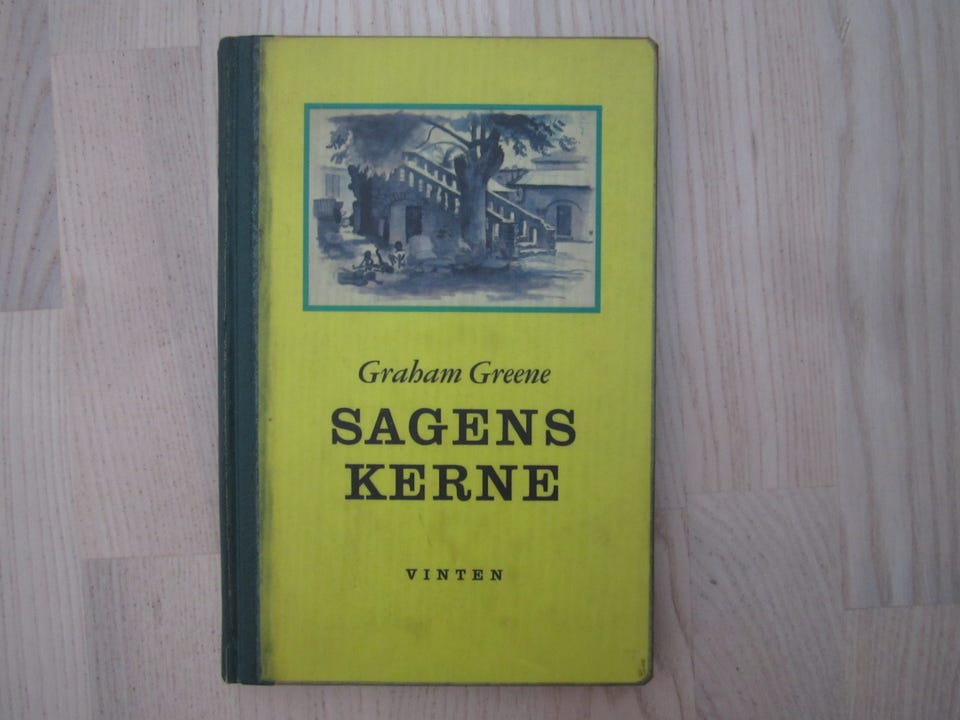 Graham Greene
SAGENS
KERNE
VINTEN